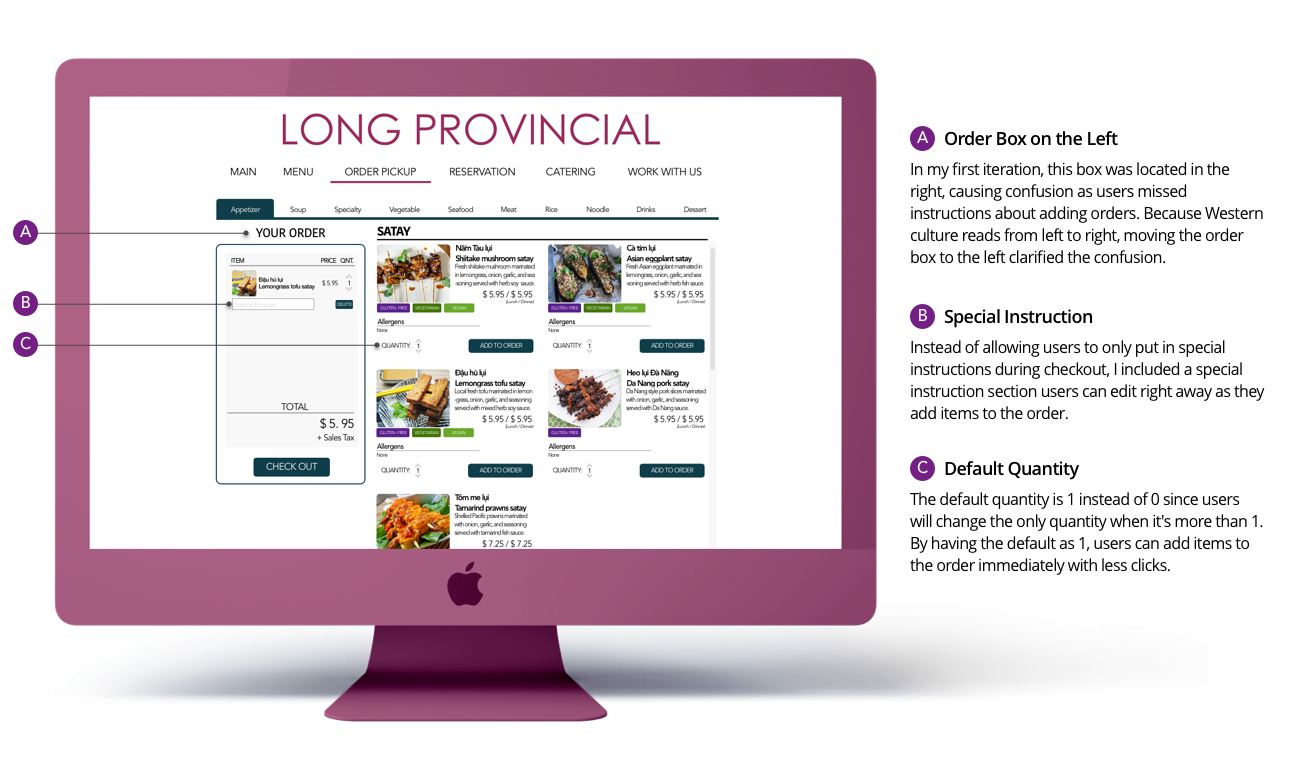 LONG PROVINCIAL
MAIN MENU ORDER PICKUP RESERVATION CATERING WORK WITH US
Appetizer Soup Specialty Vegetable Seafood Meat Rice Noodle Drinks Dessert
A
YOUR ORDER
ITEM PRICE QNT.
Đậu hủ lụi
Lemongrass tofu satay
$ 5.95 1
B
Special Request
DELETE
C
TOTAL
$ 5. 95
+ Sales Tax
CHECK OUT
SATAY
Nấm Tàu lụi
Shiitake mushroom satay
Fresh shiitake mushroom marinated
in lemongrass, onion, garlic, and sea
-soning served with herb soy sauce.
$ 5.95 / $ 5.95
(Lunch / Dinner)
GLUTEN- FREE VEGETARIAN VEGAN
Allergens
None
QUANTITY: 1 ADD TO ORDER
Cà tím lụi
Asian eggplant satay
Fresh Asian eggplant marinated in
lemongrass, onion, garlic, and seasoning
served with herb fish sauce.
$ 5.95 / $ 5.95
(Lunch / Dinner)
GLUTEN- FREE VEGETARIAN VEGAN
Allergens
None
QUANTITY: 1 ADD TO ORDER
Đậu hủ lụi
Lemongrass tofu satay
Local fresh tofu marinated in lemon
-grass, onion, garlic, and seasoning
served with mixed herb soy sauce.
$ 5.95 / $ 5.95
(Lunch / Dinner)
GLUTEN- FREE VEGETARIAN VEGAN
Allergens
None
QUANTITY: 1 ADD TO ORDER
Heo lụi Đà Nẵng
Da Nang pork satay
Da Nang style pork slices marinated
with onion, garlic, and seasoning
served with Da Nang sauce.
$ 5.95 / $ 5.95
(Lunch / Dinner)
GLUTEN- FREE
Allergens
None
QUANTITY: 1 ADD TO ORDER
Tôm me lụi
Tamarind prawns satay
Shelled Pacific prawns marinated
with onion, garlic, and seasoning
served with tamarind fish sauce.
$ 7.25 / $ 7.25
A Order Box on the Left
In my first iteration, this box was located in the
right, causing confusion as users missed
instructions about adding orders. Because Western
culture reads from left to right, moving the order
box to the left clarified the confusion.
B Special Instruction
Instead of allowing users to only put in special
instructions during checkout, I included a special
instruction section users can edit right away as they
add items to the order.
C Default Quantity
The default quantity is 1 instead of 0 since users
will change the only quantity when it's more than 1.
By having the default as 1, users can add items to
the order immediately with less clicks.